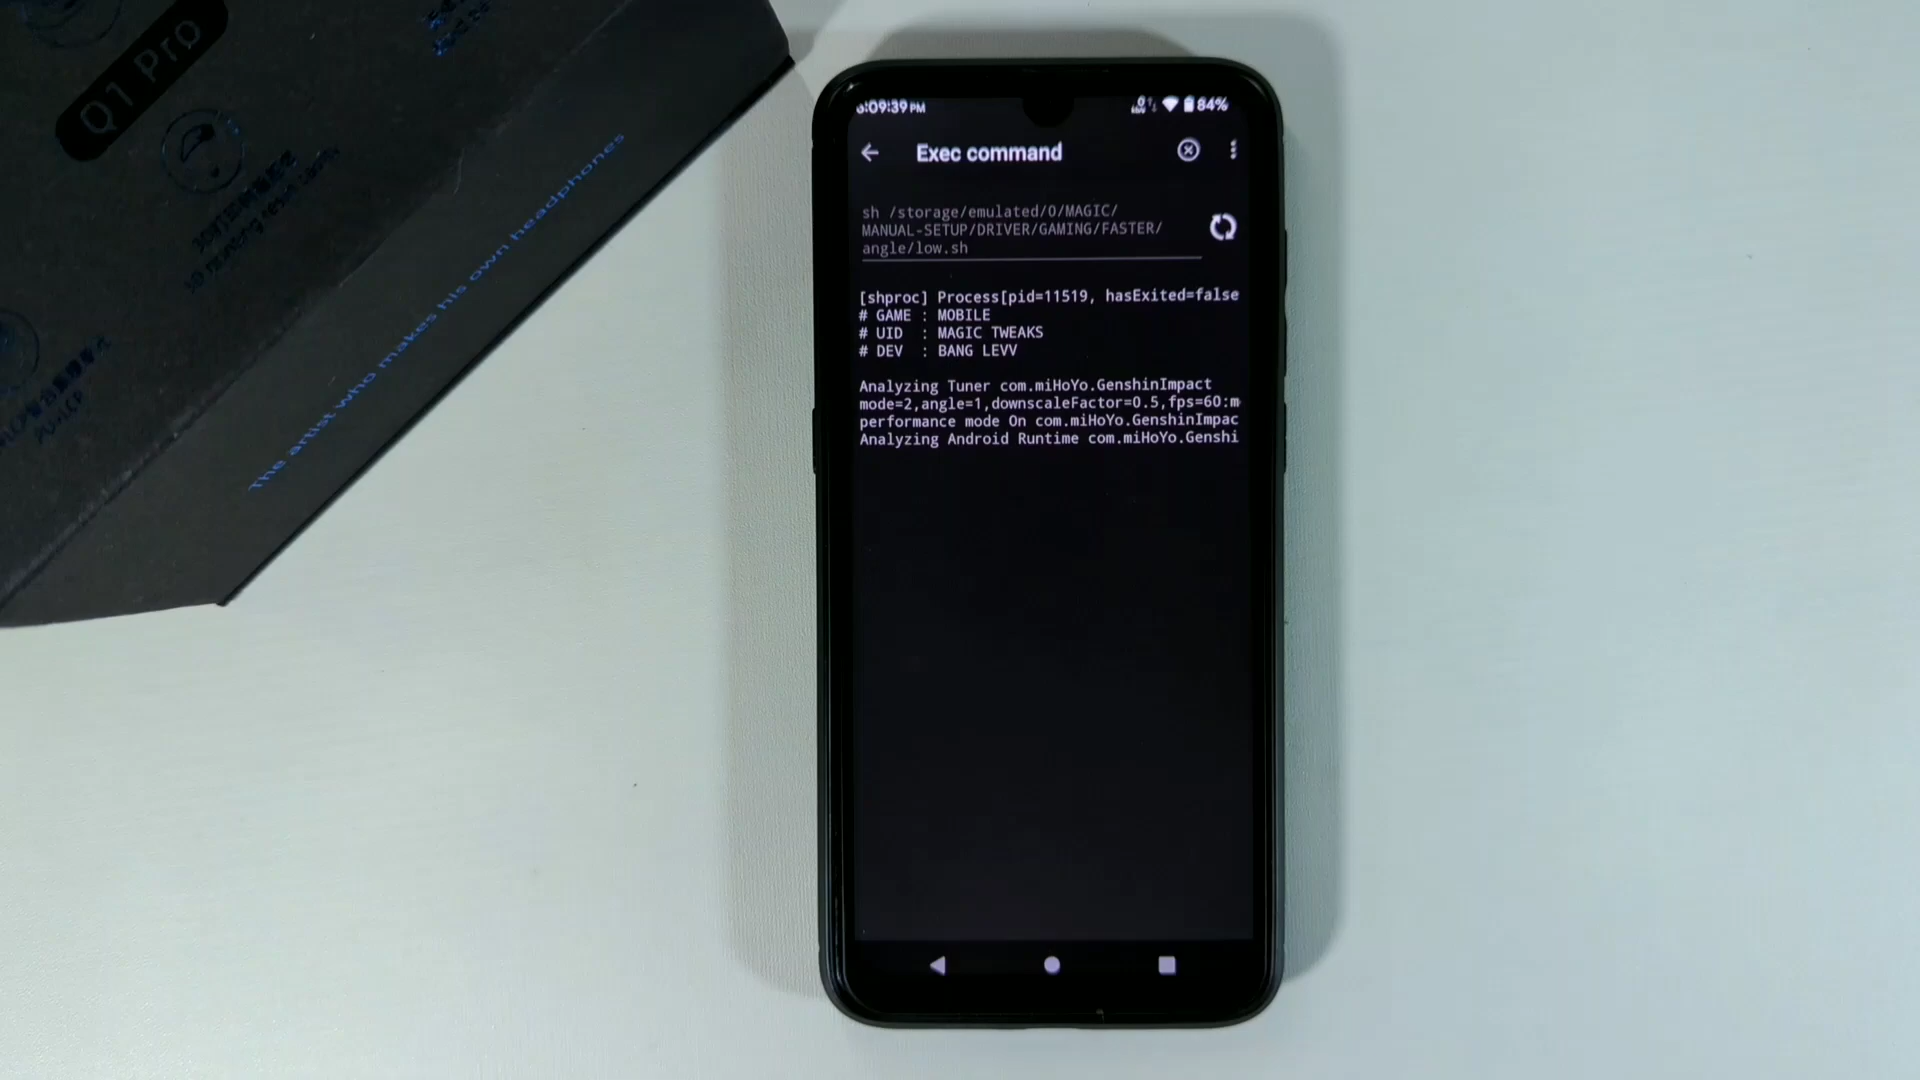 Q1 Pro
The artist who makes his own headphones
:09:39 PM
84%
Exec command
sh /storage/emulated/0/MAGIC/
MANUAL-SETUP/DRIVER/GAMING/FASTER/
angle/low.sh
[shproc] Process[pid=11519, hasExited=false
# GAME : MOBILE
# UID : MAGIC TWEAKS
# DEV : BANG LEVV
Analyzing Tuner com.miHoYo.GenshinImpact
mode=2,angle=1,downscaleFactor=0.5,fps=60:m
performance mode On com.miHoYo.GenshinImpac
Analyzing Android Runtime com.miHoYo.Genshi